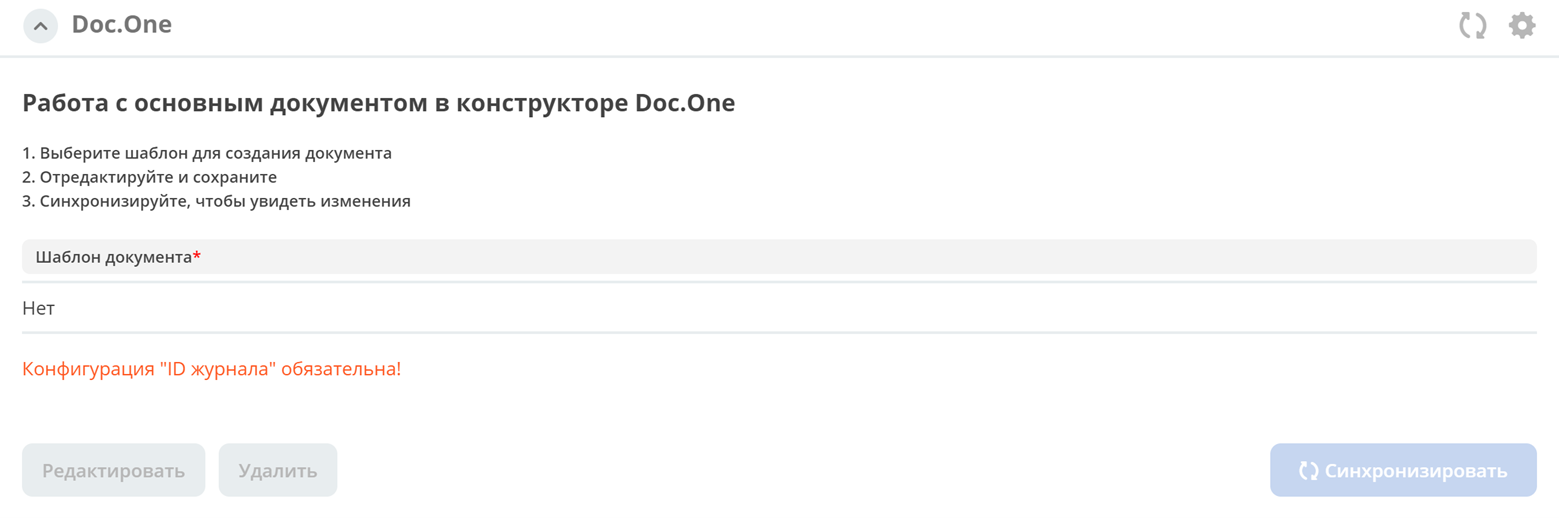 Doc.One
Работа с основным документом в конструкторе Doc.One
1. Выберите шаблон для создания документа
2. Отредактируйте и сохраните
3. Синхронизируйте, чтобы увидеть изменения
Шаблон документа*
Нет
Конфигурация "ID журнала" обязательна!
Редактировать Удалить Синхронизировать